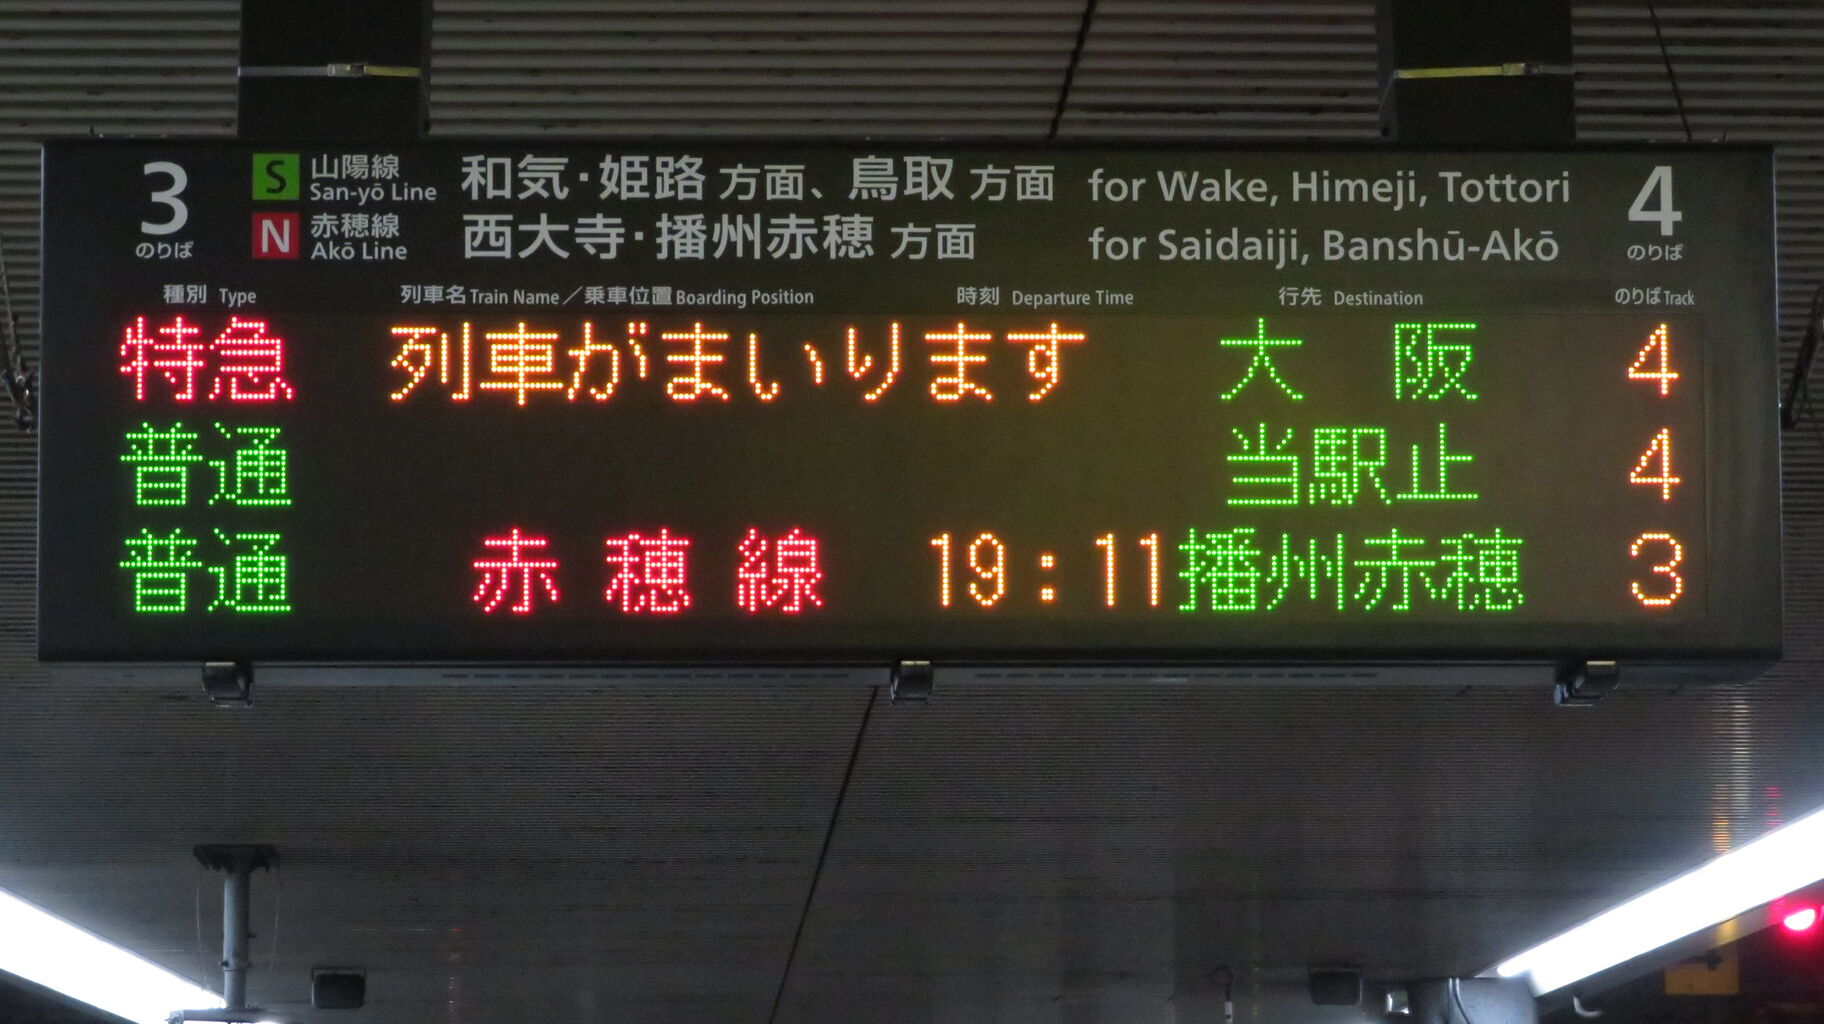 3 のりば
S 山陽線 San-yō Line 和気・姫路 方面、鳥取 方面 for Wake, Himeji, Tottori
N 赤穂線 Akō Line 西大寺・播州赤穂 方面 for Saidaiji, Banshū-Akō
4 のりば
種別 Type 列車名 Train Name／乗車位置 Boarding Position 時刻 Departure Time 行先 Destination のりば Track
特急 列車がまいります 大阪 4
普通 当駅止 4
普通 赤穂線 19:11 播州赤穂 3